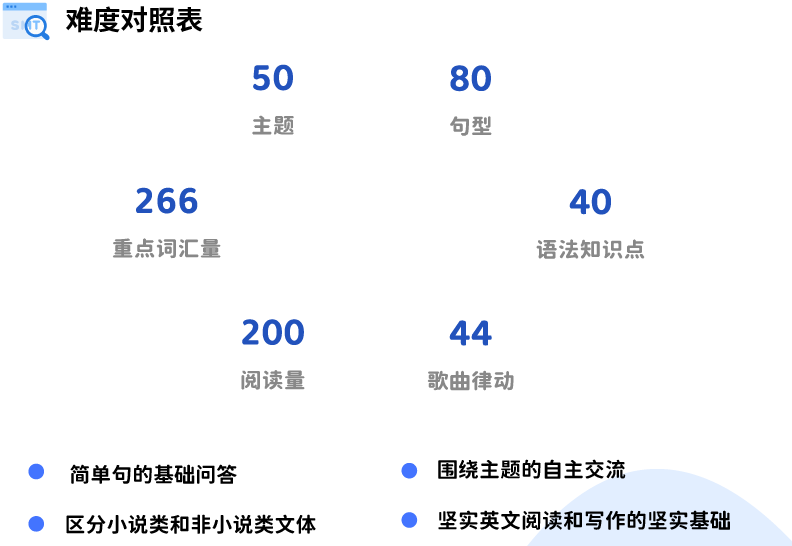 SMT
难度对照表
50
80
主题
句型
266
40
重点词汇量
语法知识点
200
44
阅读量
歌曲律动
简单句的基础问答
围绕主题的自主交流
区分小说类和非小说类文体
坚实英文阅读和写作的坚实基础